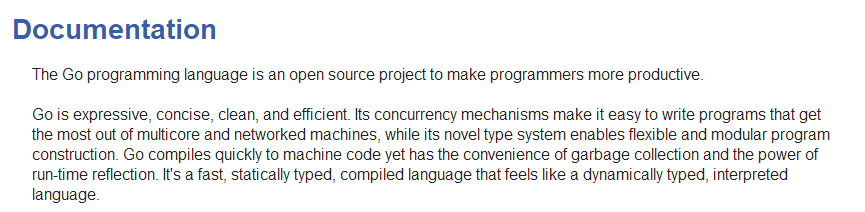 Documentation
The Go programming language is an open source project to make programmers more productive.
Go is expressive, concise, clean, and efficient. Its concurrency mechanisms make it easy to write programs that get
the most out of multicore and networked machines, while its novel type system enables flexible and modular program
construction. Go compiles quickly to machine code yet has the convenience of garbage collection and the power of
run-time reflection. It's a fast, statically typed, compiled language that feels like a dynamically typed, interpreted
language.